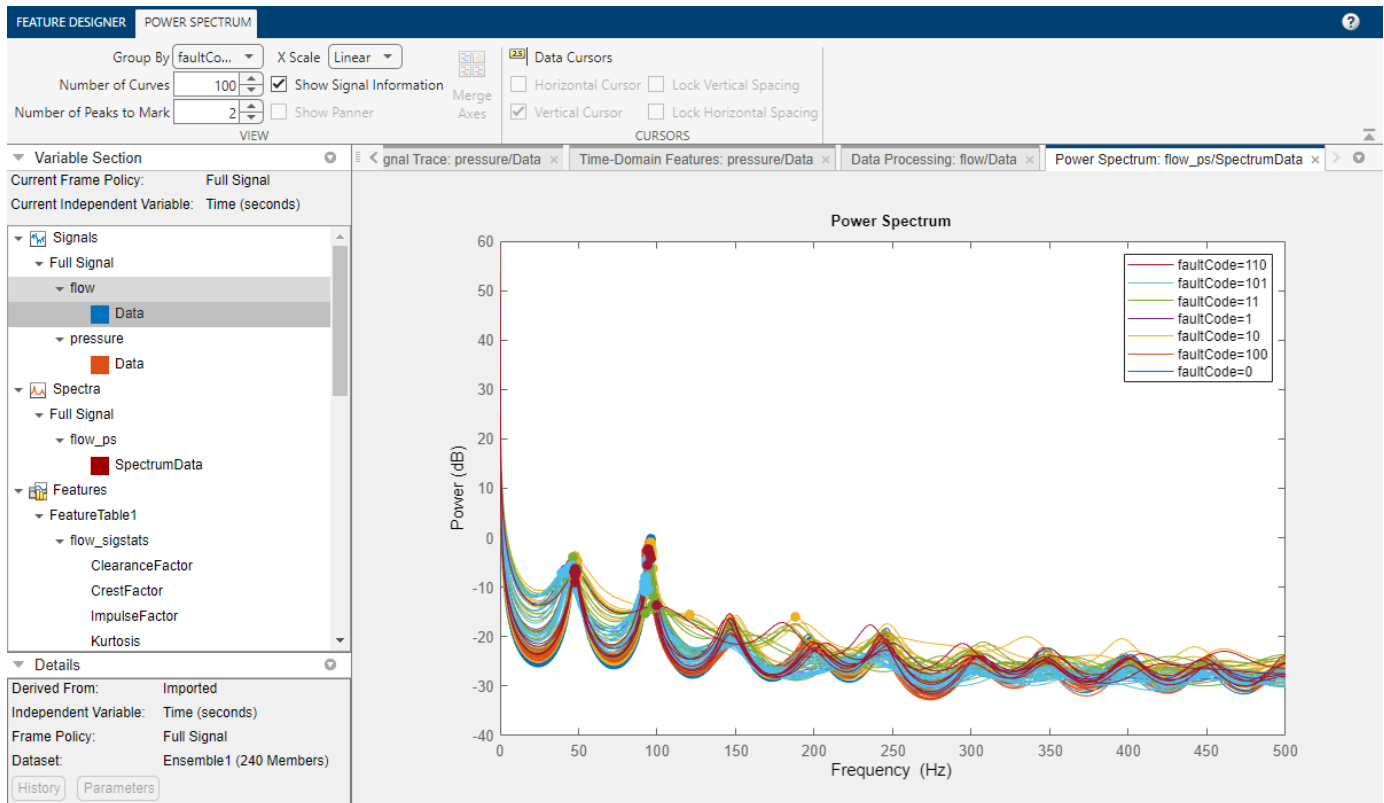 FEATURE DESIGNER POWER SPECTRUM ?
Group By faultCo... X Scale Linear
Number of Curves 100 Show Signal Information
Number of Peaks to Mark 2 Show Panner
Merge Axes
VIEW
2.5 Data Cursors
Horizontal Cursor Lock Vertical Spacing
Vertical Cursor Lock Horizontal Spacing
CURSORS
Variable Section
Current Frame Policy: Full Signal
Current Independent Variable: Time (seconds)
Signals
Full Signal
flow
Data
pressure
Data
Spectra
Full Signal
flow_ps
SpectrumData
Features
FeatureTable1
flow_sigstats
ClearanceFactor
CrestFactor
ImpulseFactor
Kurtosis
Details
Derived From: Imported
Independent Variable: Time (seconds)
Frame Policy: Full Signal
Dataset: Ensemble1 (240 Members)
History Parameters
gnal Trace: pressure/Data Time-Domain Features: pressure/Data Data Processing: flow/Data Power Spectrum: flow_ps/SpectrumData
Power Spectrum
60
50
40
30
20
10
0
-10
-20
-30
-40
Power (dB)
faultCode=110
faultCode=101
faultCode=11
faultCode=1
faultCode=10
faultCode=100
faultCode=0
0 50 100 150 200 250 300 350 400 450 500
Frequency (Hz)